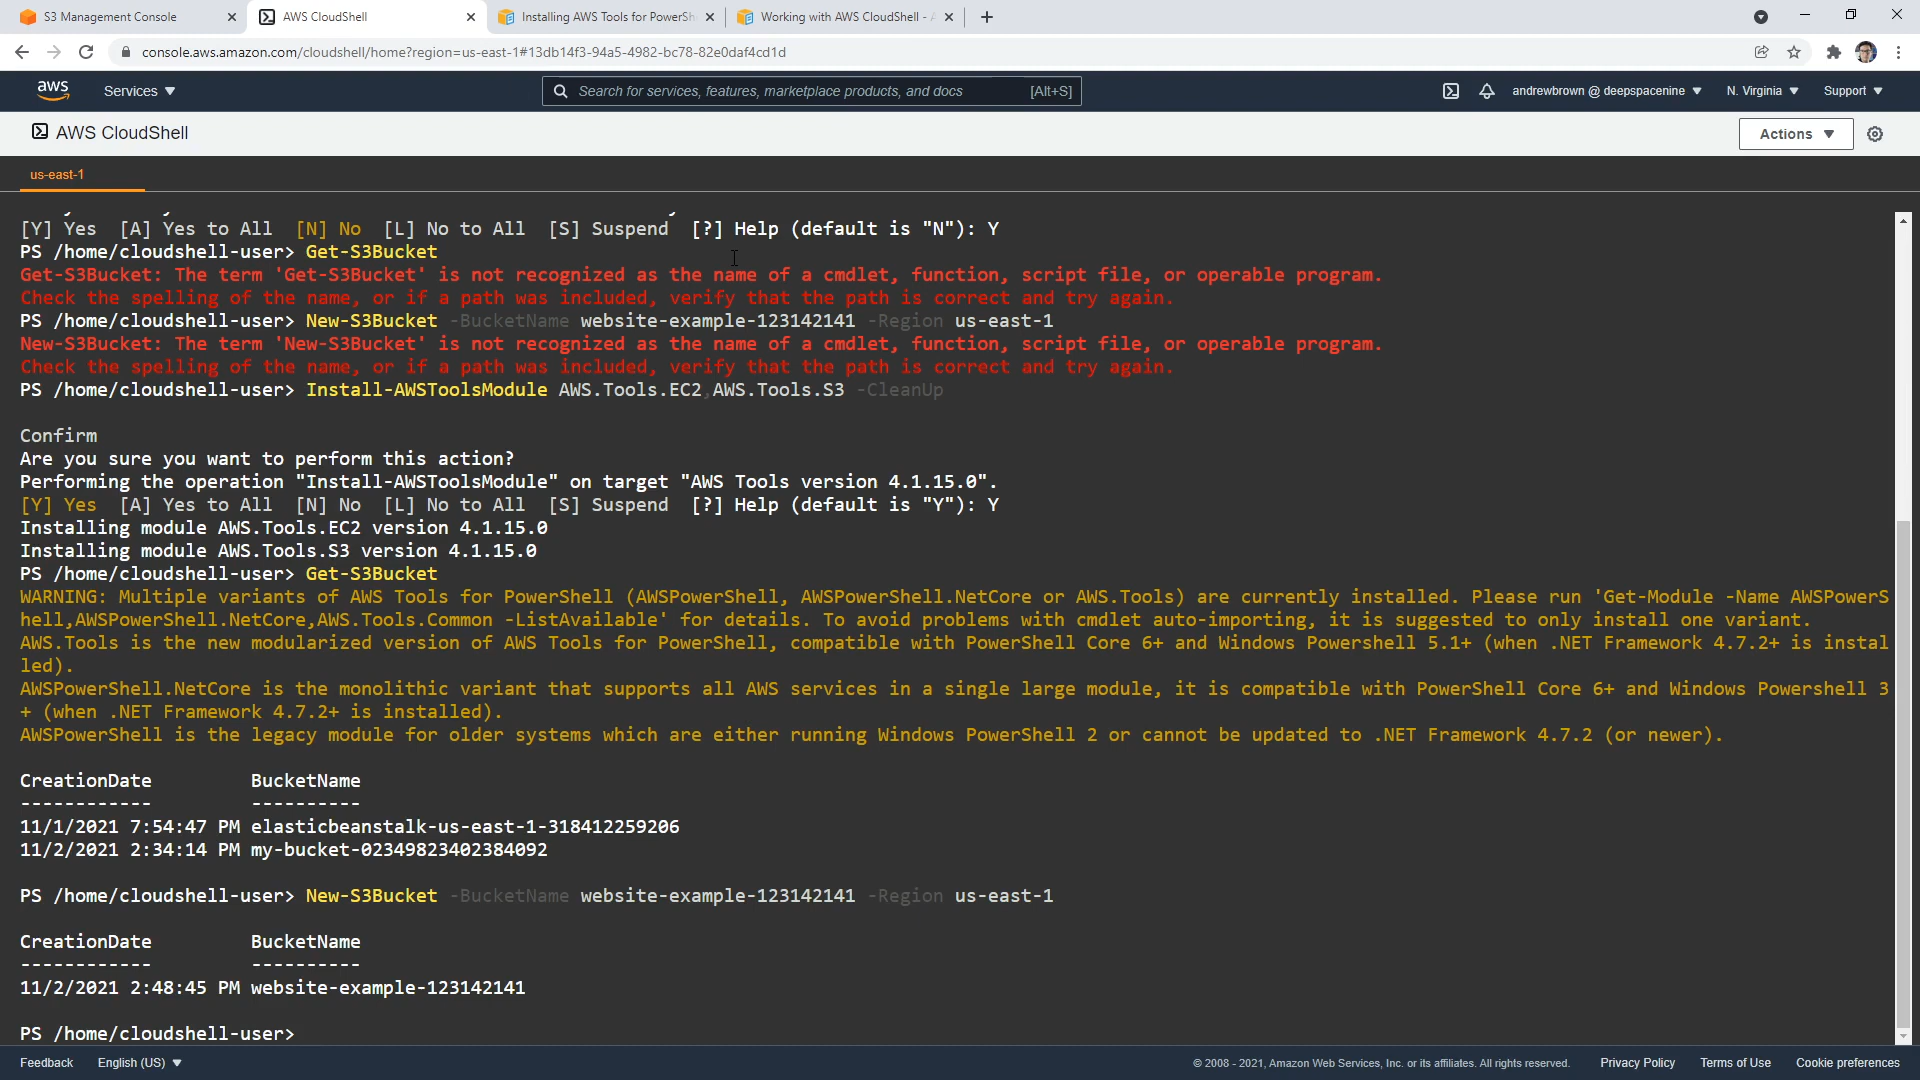 S3 Management Console
AWS CloudShell
Installing AWS Tools for PowerSh
Working with AWS CloudShell -
console.aws.amazon.com/cloudshell/home?region=us-east-1#13db14f3-94a5-4982-bc78-82e0daf4cd1d
aws
Services
Search for services, features, marketplace products, and docs [Alt+S]
andrewbrown @ deepspacenine
N. Virginia
Support
AWS CloudShell
Actions
us-east-1
[Y] Yes [A] Yes to All [N] No [L] No to All [S] Suspend [?] Help (default is "N"): Y
PS /home/cloudshell-user> Get-S3Bucket
Get-S3Bucket: The term 'Get-S3Bucket' is not recognized as the name of a cmdlet, function, script file, or operable program.
Check the spelling of the name, or if a path was included, verify that the path is correct and try again.
PS /home/cloudshell-user> New-S3Bucket -BucketName website-example-123142141 -Region us-east-1
New-S3Bucket: The term 'New-S3Bucket' is not recognized as the name of a cmdlet, function, script file, or operable program.
Check the spelling of the name, or if a path was included, verify that the path is correct and try again.
PS /home/cloudshell-user> Install-AWSToolsModule AWS.Tools.EC2,AWS.Tools.S3 -CleanUp
Confirm
Are you sure you want to perform this action?
Performing the operation "Install-AWSToolsModule" on target "AWS Tools version 4.1.15.0".
[Y] Yes [A] Yes to All [N] No [L] No to All [S] Suspend [?] Help (default is "Y"): Y
Installing module AWS.Tools.EC2 version 4.1.15.0
Installing module AWS.Tools.S3 version 4.1.15.0
PS /home/cloudshell-user> Get-S3Bucket
WARNING: Multiple variants of AWS Tools for PowerShell (AWSPowerShell, AWSPowerShell.NetCore or AWS.Tools) are currently installed. Please run 'Get-Module -Name AWSPowerS
hell,AWSPowerShell.NetCore,AWS.Tools.Common -ListAvailable' for details. To avoid problems with cmdlet auto-importing, it is suggested to only install one variant.
AWS.Tools is the new modularized version of AWS Tools for PowerShell, compatible with PowerShell Core 6+ and Windows Powershell 5.1+ (when .NET Framework 4.7.2+ is instal
led).
AWSPowerShell.NetCore is the monolithic variant that supports all AWS services in a single large module, it is compatible with PowerShell Core 6+ and Windows Powershell 3
+ (when .NET Framework 4.7.2+ is installed).
AWSPowerShell is the legacy module for older systems which are either running Windows PowerShell 2 or cannot be updated to .NET Framework 4.7.2 (or newer).
CreationDate BucketName
------------ ----------
11/1/2021 7:54:47 PM elasticbeanstalk-us-east-1-318412259206
11/2/2021 2:34:14 PM my-bucket-02349823402384092
PS /home/cloudshell-user> New-S3Bucket -BucketName website-example-123142141 -Region us-east-1
CreationDate BucketName
------------ ----------
11/2/2021 2:48:45 PM website-example-123142141
PS /home/cloudshell-user>
Feedback
English (US)
© 2008 - 2021, Amazon Web Services, Inc. or its affiliates. All rights reserved.
Privacy Policy
Terms of Use
Cookie preferences